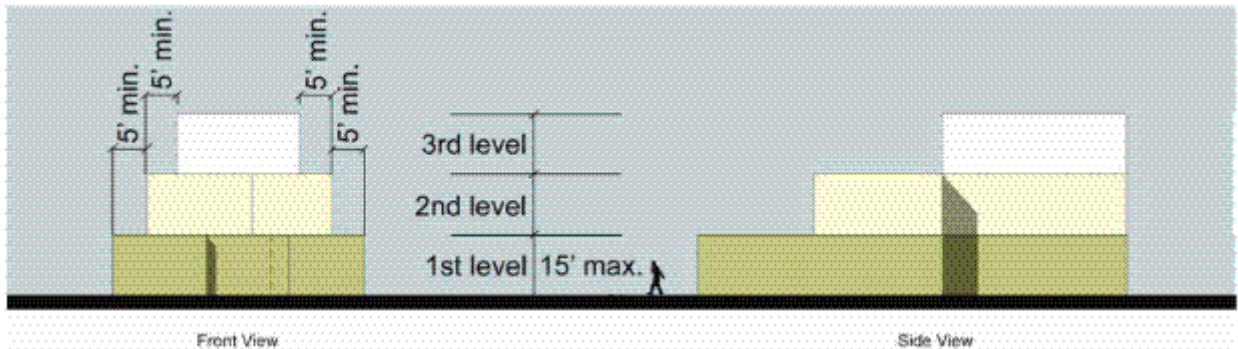 5' min.
5' min.
5' min.
5' min.
3rd level
2nd level
1st level 15' max.
Front View
Side View